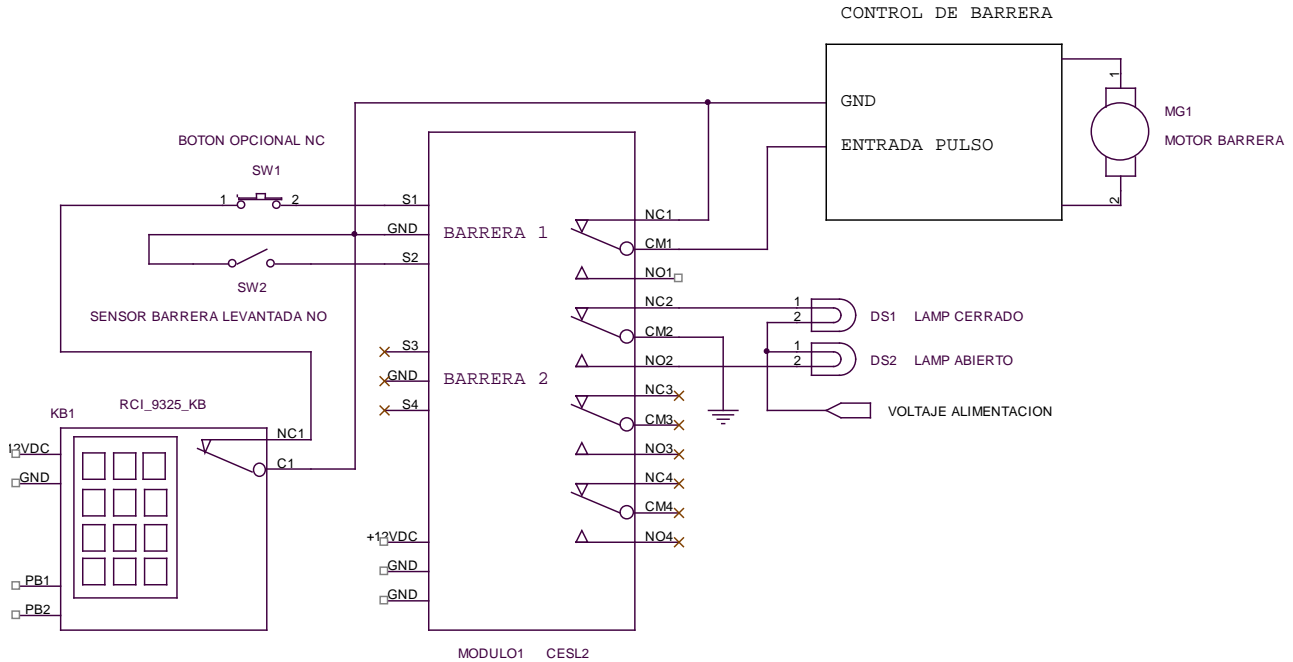 CONTROL DE BARRERA
GND
ENTRADA PULSO
1
2
MG1
MOTOR BARRERA
BOTON OPCIONAL NC
SW1
1
2
S1
GND
S2
BARRERA 1
SW2
SENSOR BARRERA LEVANTADA NO
NC1
CM1
NO1
NC2
CM2
NO2
1
2
DS1 LAMP CERRADO
1
2
DS2 LAMP ABIERTO
VOLTAJE ALIMENTACION
S3
GND
S4
BARRERA 2
NC3
CM3
NO3
NC4
CM4
NO4
KB1
RCI_9325_KB
NC1
C1
12VDC
GND
PB1
PB2
+12VDC
GND
GND
MODULO1 CESL2